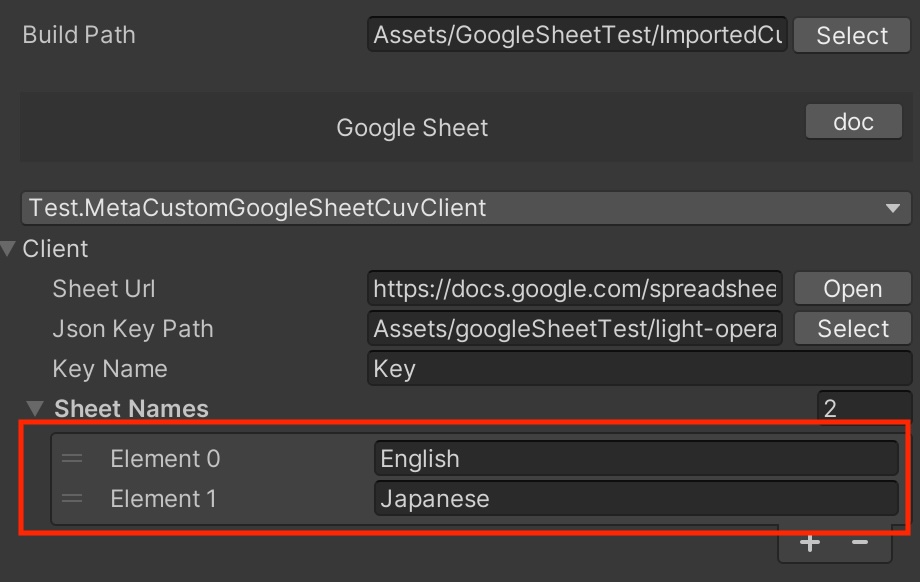 Build Path Assets/GoogleSheetTest/ImportedCu Select
Google Sheet doc
Test.MetaCustomGoogleSheetCuvClient
Client
Sheet Url https://docs.google.com/spreadshee Open
Json Key Path Assets/googleSheetTest/light-opera Select
Key Name Key
Sheet Names 2
Element 0 English
Element 1 Japanese
+ −